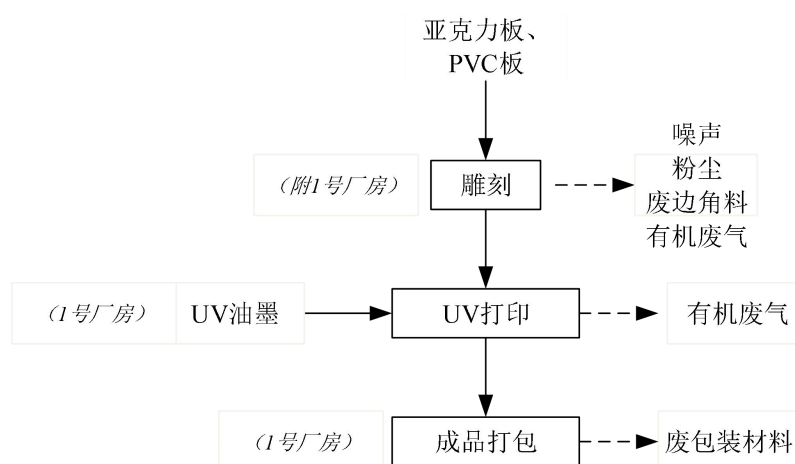 亚克力板、
PVC板
噪声
粉尘
（附1号厂房）
雕刻
废边角料
有机废气
（1号厂房）
UV油墨
UV打印
有机废气
（1号厂房）
成品打包
废包装材料